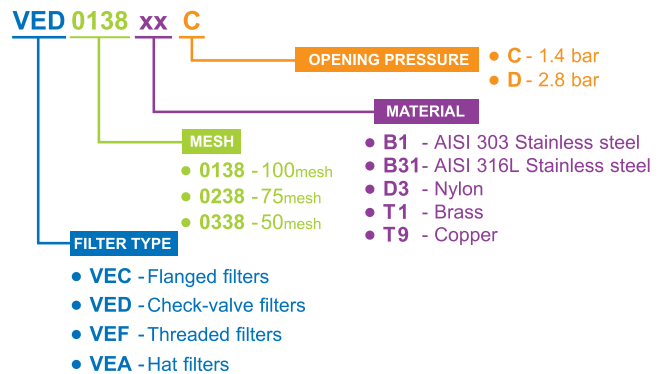 VED 0138 xx C
OPENING PRESSURE
● C - 1.4 bar
● D - 2.8 bar
MATERIAL
● B1 - AISI 303 Stainless steel
● B31 - AISI 316L Stainless steel
● D3 - Nylon
● T1 - Brass
● T9 - Copper
MESH
● 0138 - 100mesh
● 0238 - 75mesh
● 0338 - 50mesh
FILTER TYPE
● VEC - Flanged filters
● VED - Check-valve filters
● VEF - Threaded filters
● VEA - Hat filters